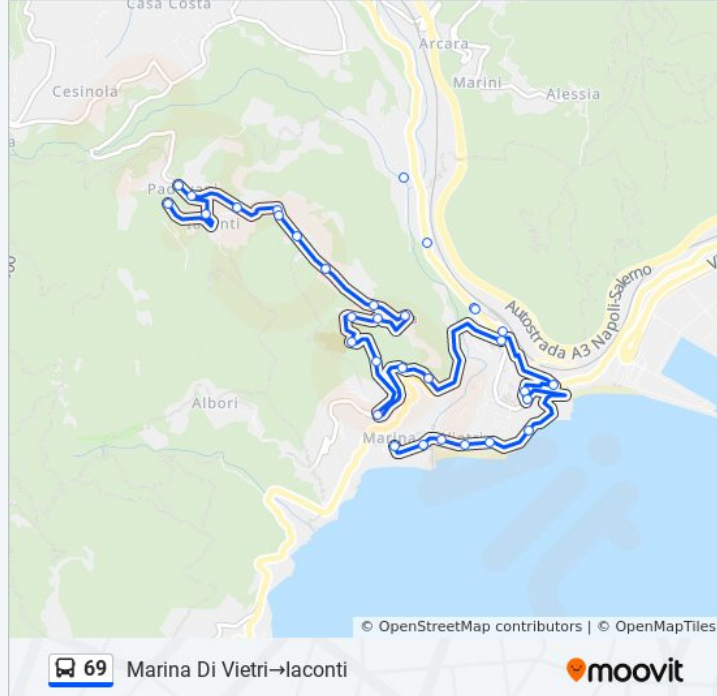 Casa Costa
Arcara
Marini
Cesinola
Alessia
Autostrada A3 Napoli-Salerno
Albori
Marina
© OpenStreetMap contributors | © OpenMapTiles
69 Marina Di Vietri→Iaconti
moovit